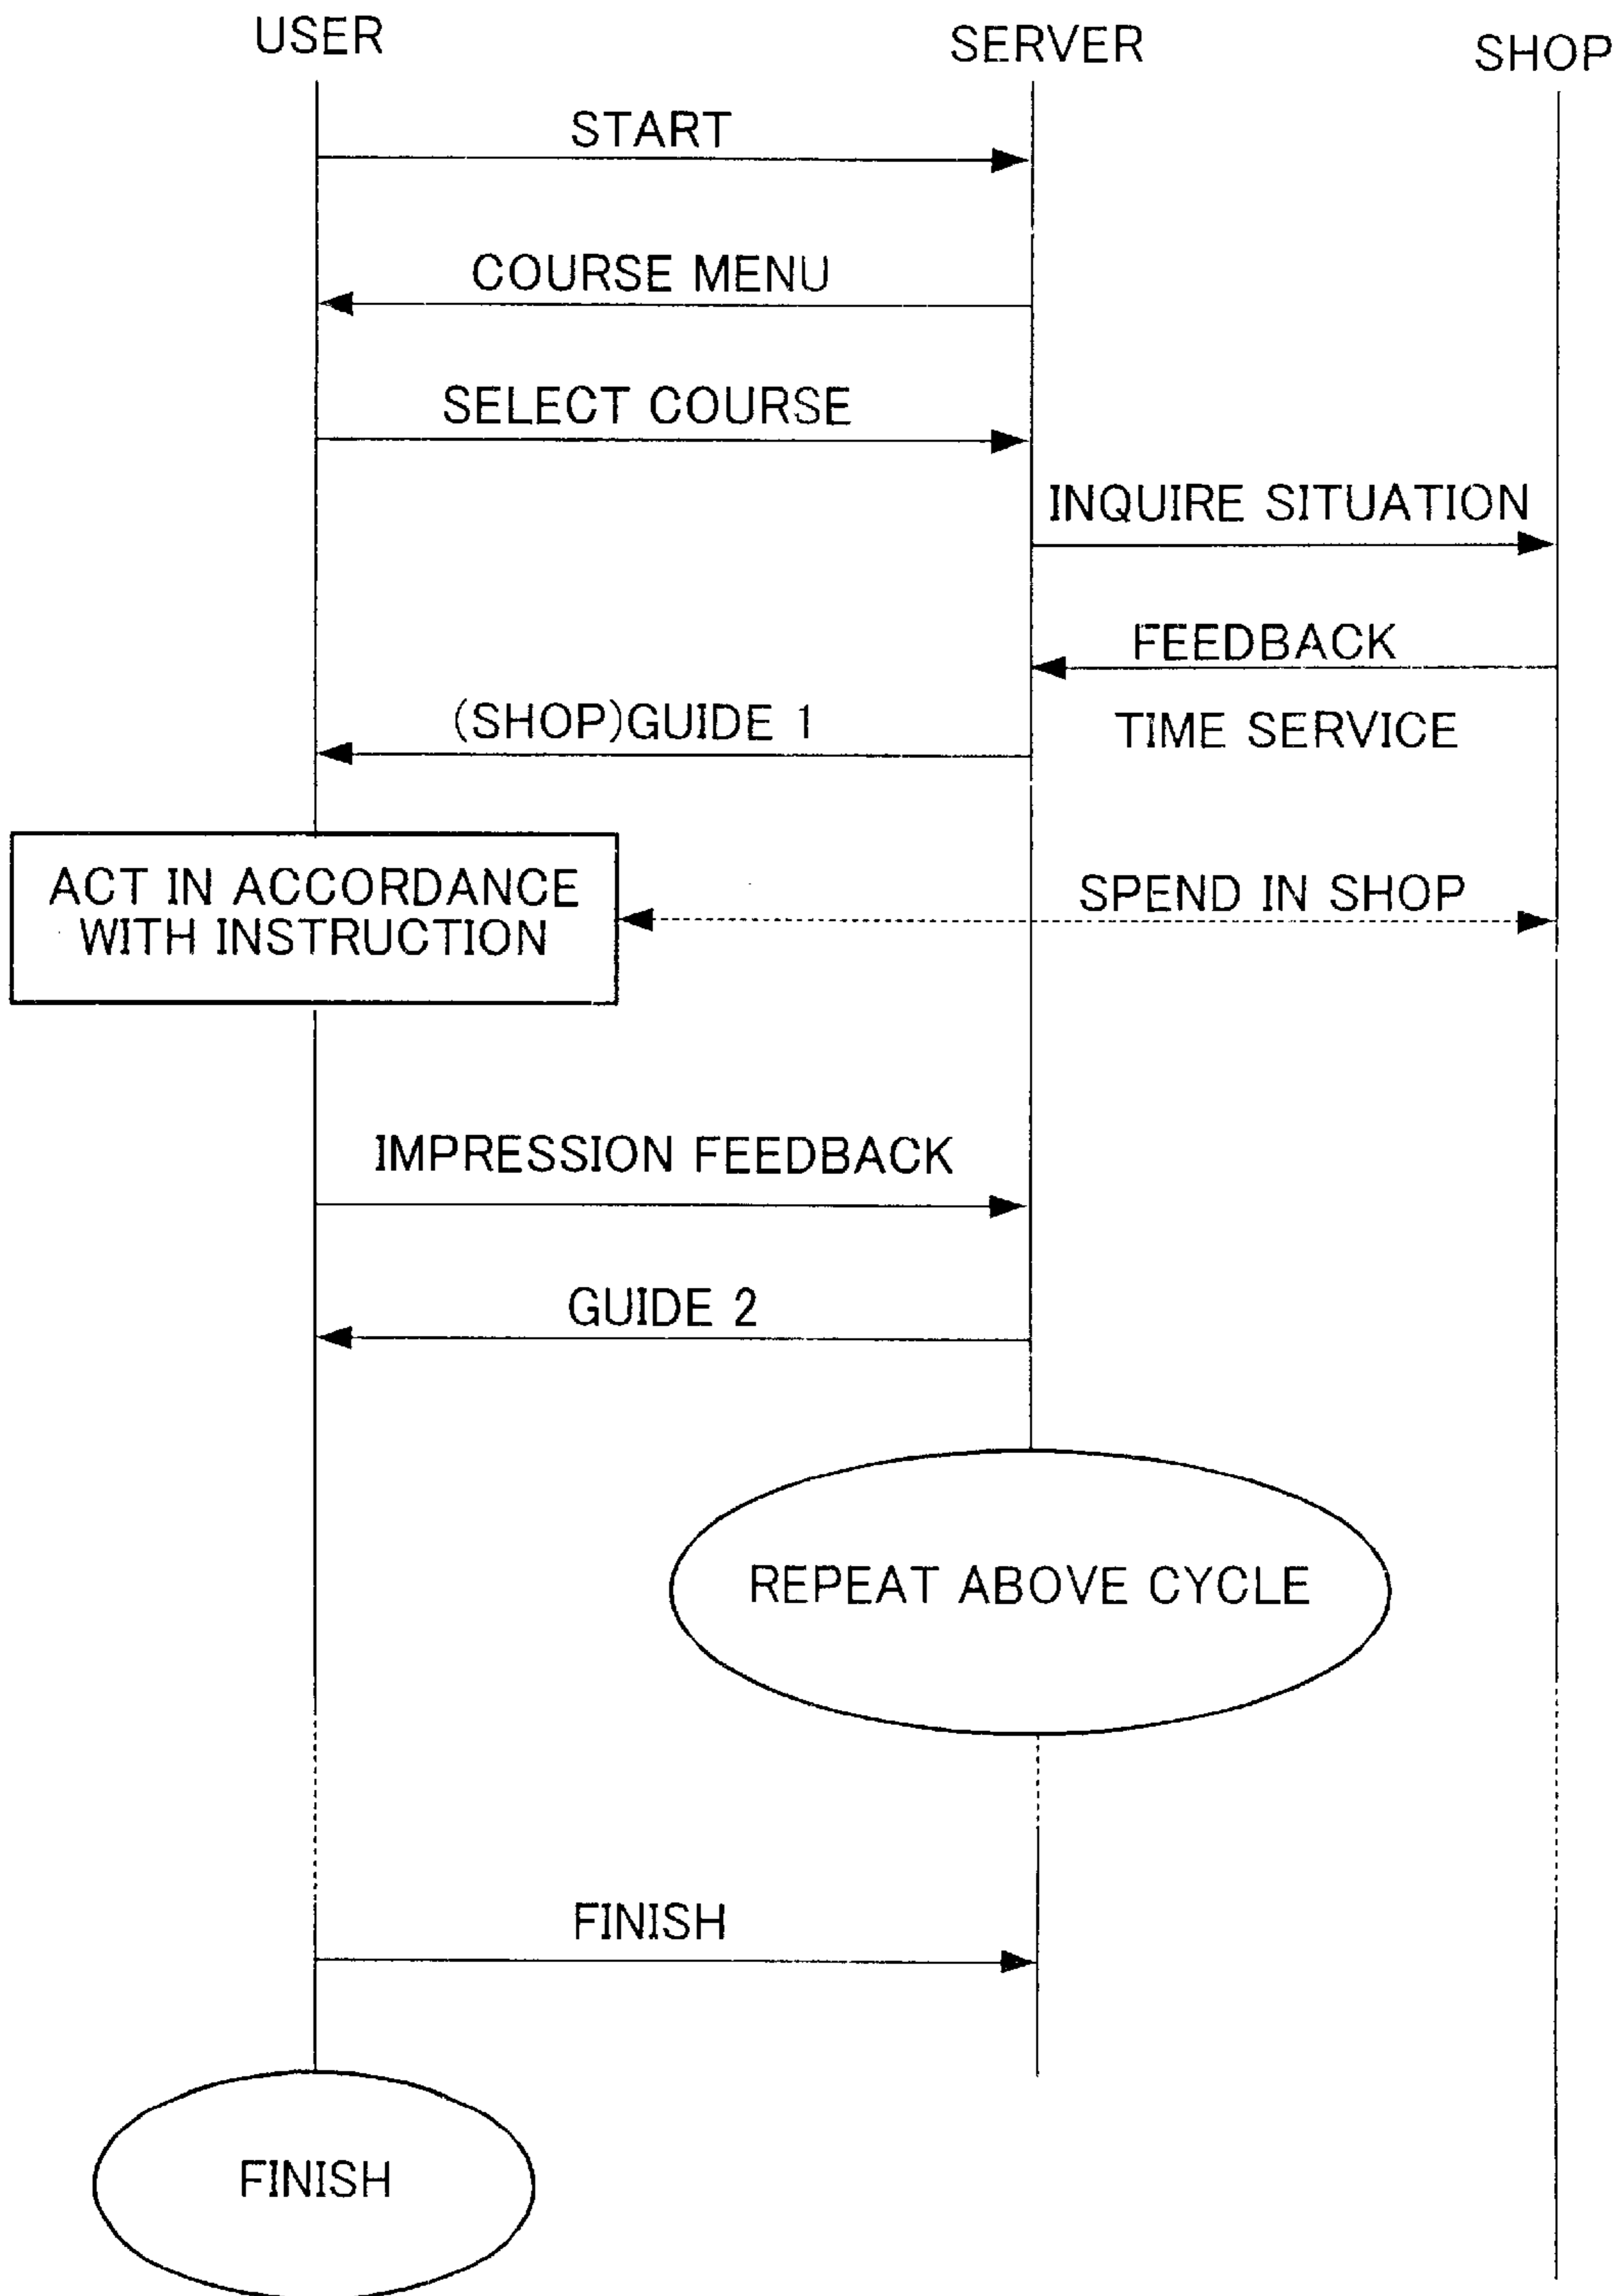 USER
SERVER
SHOP
START
COURSE MENU
SELECT COURSE
INQUIRE SITUATION
FEEDBACK
(SHOP)GUIDE 1
TIME SERVICE
ACT IN ACCORDANCE
WITH INSTRUCTION
SPEND IN SHOP
IMPRESSION FEEDBACK
GUIDE 2
REPEAT ABOVE CYCLE
FINISH
FINISH